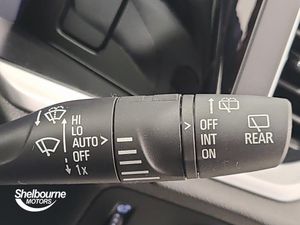 HI
LO
AUTO
OFF
1x
OFF
INT
ON
REAR
Shelbourne
MOTORS